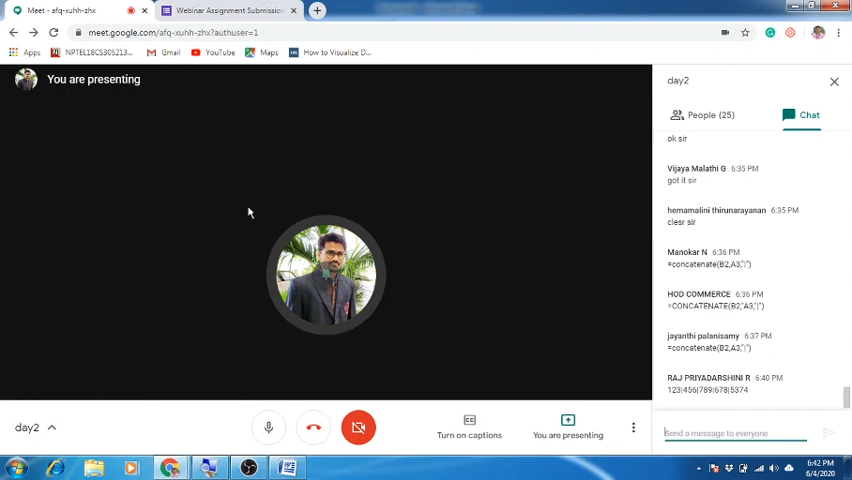 Meet - afq-xuhh-zhx
Webinar Assignment Submission
meet.google.com/afq-xuhh-zhx?authuser=1
Apps NPTEL18CS30S213... Gmail YouTube Maps How to Visualize D...
You are presenting
day2
People (25) Chat
ok sir
Vijaya Malathi G 6:35 PM
got it sir
hemamalini thirunarayanan 6:35 PM
clesr sir
Manokar N 6:36 PM
=concatenate(B2,A3,"|")
HOD COMMERCE 6:36 PM
=CONCATENATE(B2,"A3,"|")
jayanthi palanisamy 6:37 PM
=concatenate(B2,A3,"|")
RAJ PRIYADARSHINI R 6:40 PM
123|456|789|678|5374
Send a message to everyone
day2
Turn on captions
You are presenting
6:42 PM
6/4/2020